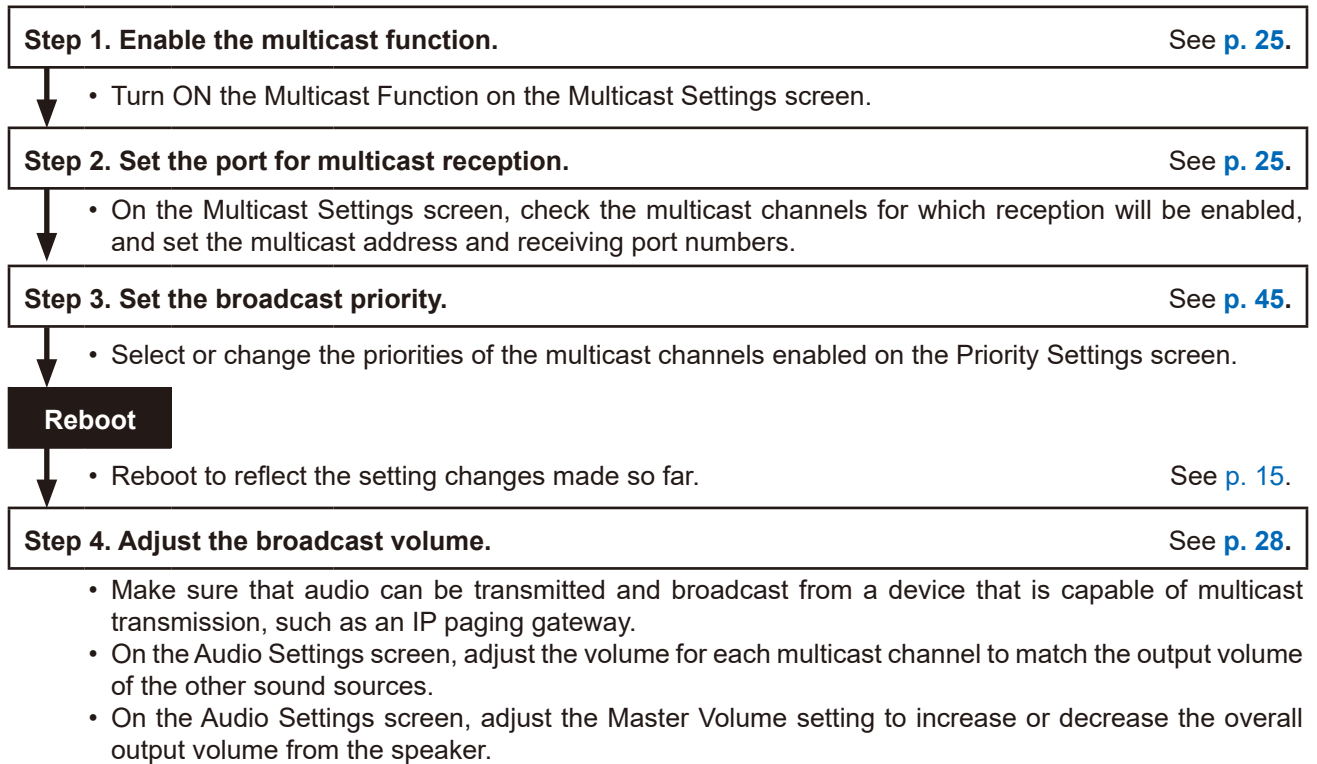 Step 1. Enable the multicast function. See p. 25.
• Turn ON the Multicast Function on the Multicast Settings screen.
Step 2. Set the port for multicast reception. See p. 25.
• On the Multicast Settings screen, check the multicast channels for which reception will be enabled,
and set the multicast address and receiving port numbers.
Step 3. Set the broadcast priority. See p. 45.
• Select or change the priorities of the multicast channels enabled on the Priority Settings screen.
Reboot
• Reboot to reflect the setting changes made so far. See p. 15.
Step 4. Adjust the broadcast volume. See p. 28.
• Make sure that audio can be transmitted and broadcast from a device that is capable of multicast
transmission, such as an IP paging gateway.
• On the Audio Settings screen, adjust the volume for each multicast channel to match the output volume
of the other sound sources.
• On the Audio Settings screen, adjust the Master Volume setting to increase or decrease the overall
output volume from the speaker.